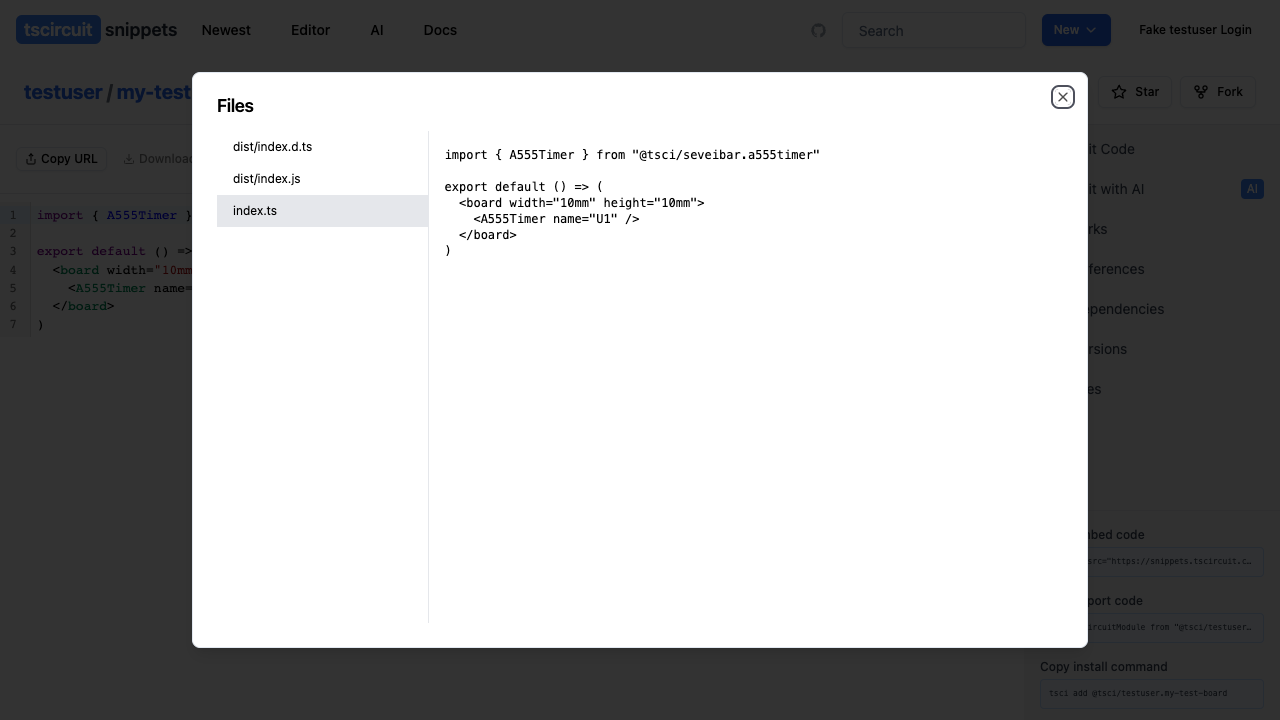 tscircuit snippets Newest Editor AI Docs Search New Fake testuser Login
testuser / my-test Star Fork
Files
Copy URL Download
dist/index.d.ts
dist/index.js
index.ts
import { A555Timer } from "@tsci/seveibar.a555timer"
export default () => (
<board width="10mm" height="10mm">
<A555Timer name="U1" />
</board>
)
1 import { A555Timer }
2
3 export default () =>
4 <board width="10mm
5 <A555Timer name=
6 </board>
7 )
it Code
it with AI AI
rks
ferences
pendencies
rsions
es
bed code
src="https://snippets.tscircuit.c…
port code
ircuitModule from "@tsci/testuser…
Copy install command
tsci add @tsci/testuser.my-test-board